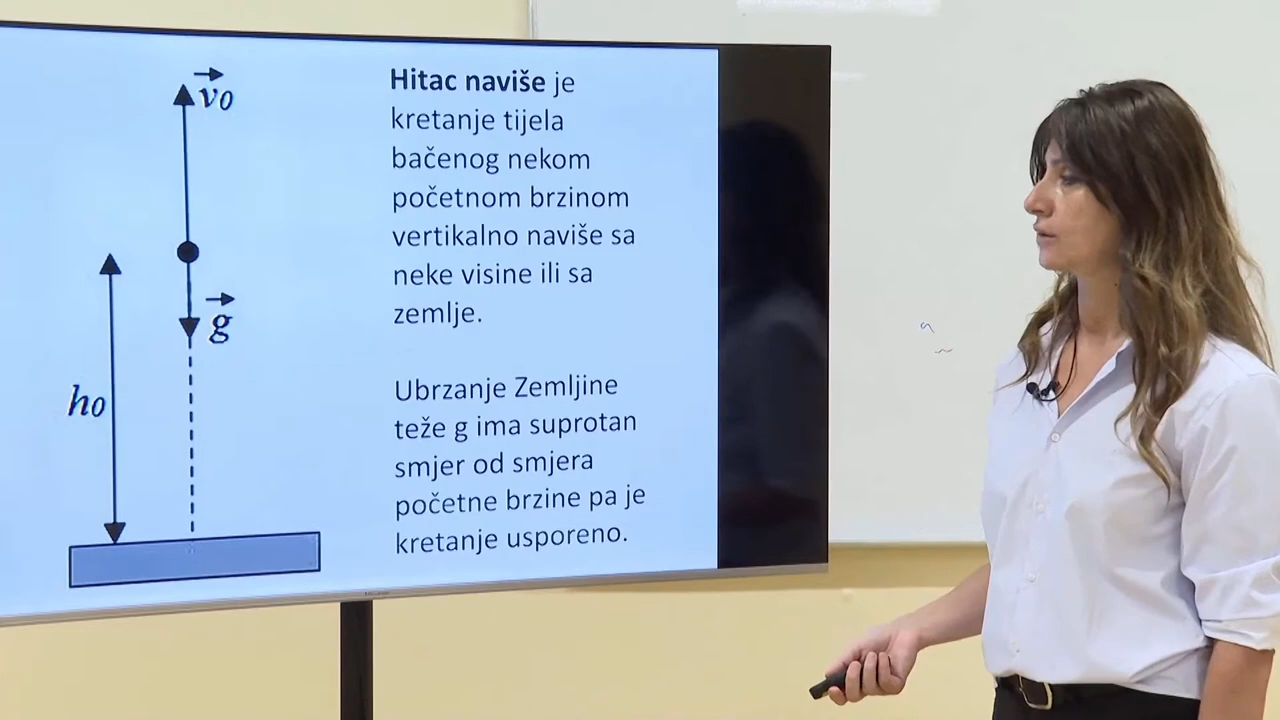 v0
g
h0
Hitac naviše je
kretanje tijela
bačenog nekom
početnom brzinom
vertikalno naviše sa
neke visine ili sa
zemlje.
Ubrzanje Zemljine
teže g ima suprotan
smjer od smjera
početne brzine pa je
kretanje usporeno.